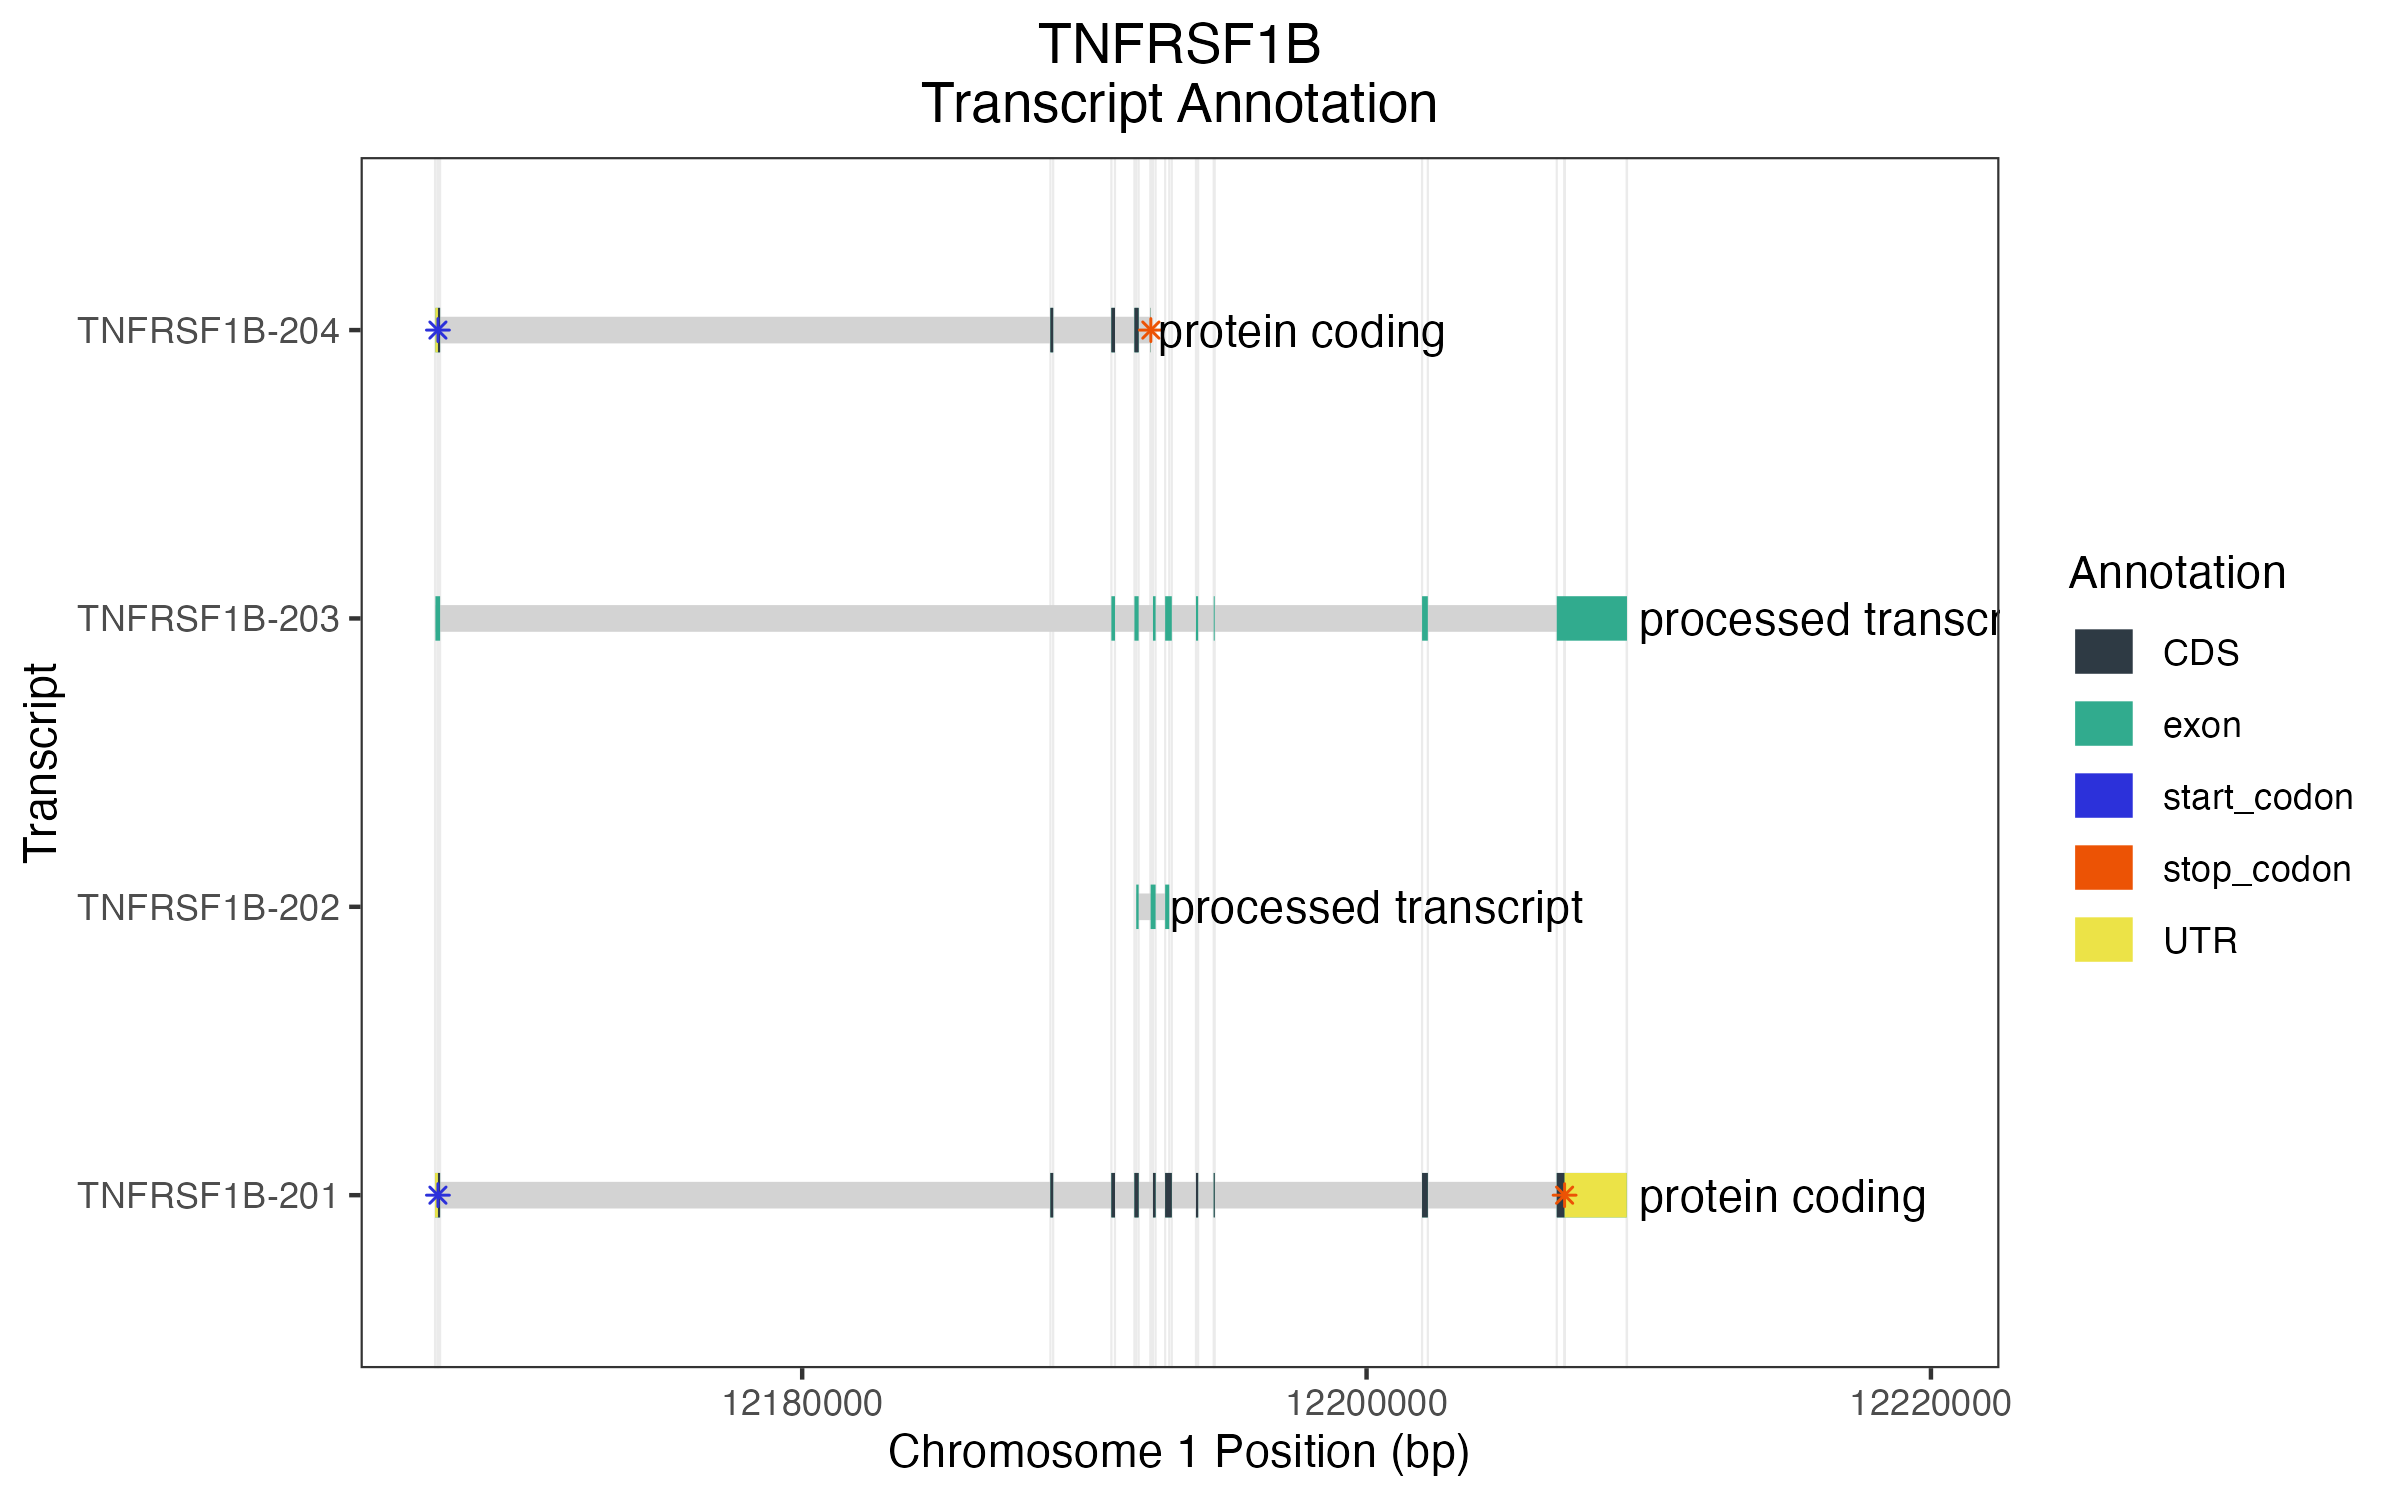 TNFRSF1B
Transcript Annotation
Transcript
TNFRSF1B-204
protein coding
TNFRSF1B-203
processed transcr
TNFRSF1B-202
processed transcript
TNFRSF1B-201
protein coding
12180000
12200000
12220000
Chromosome 1 Position (bp)
Annotation
CDS
exon
start_codon
stop_codon
UTR